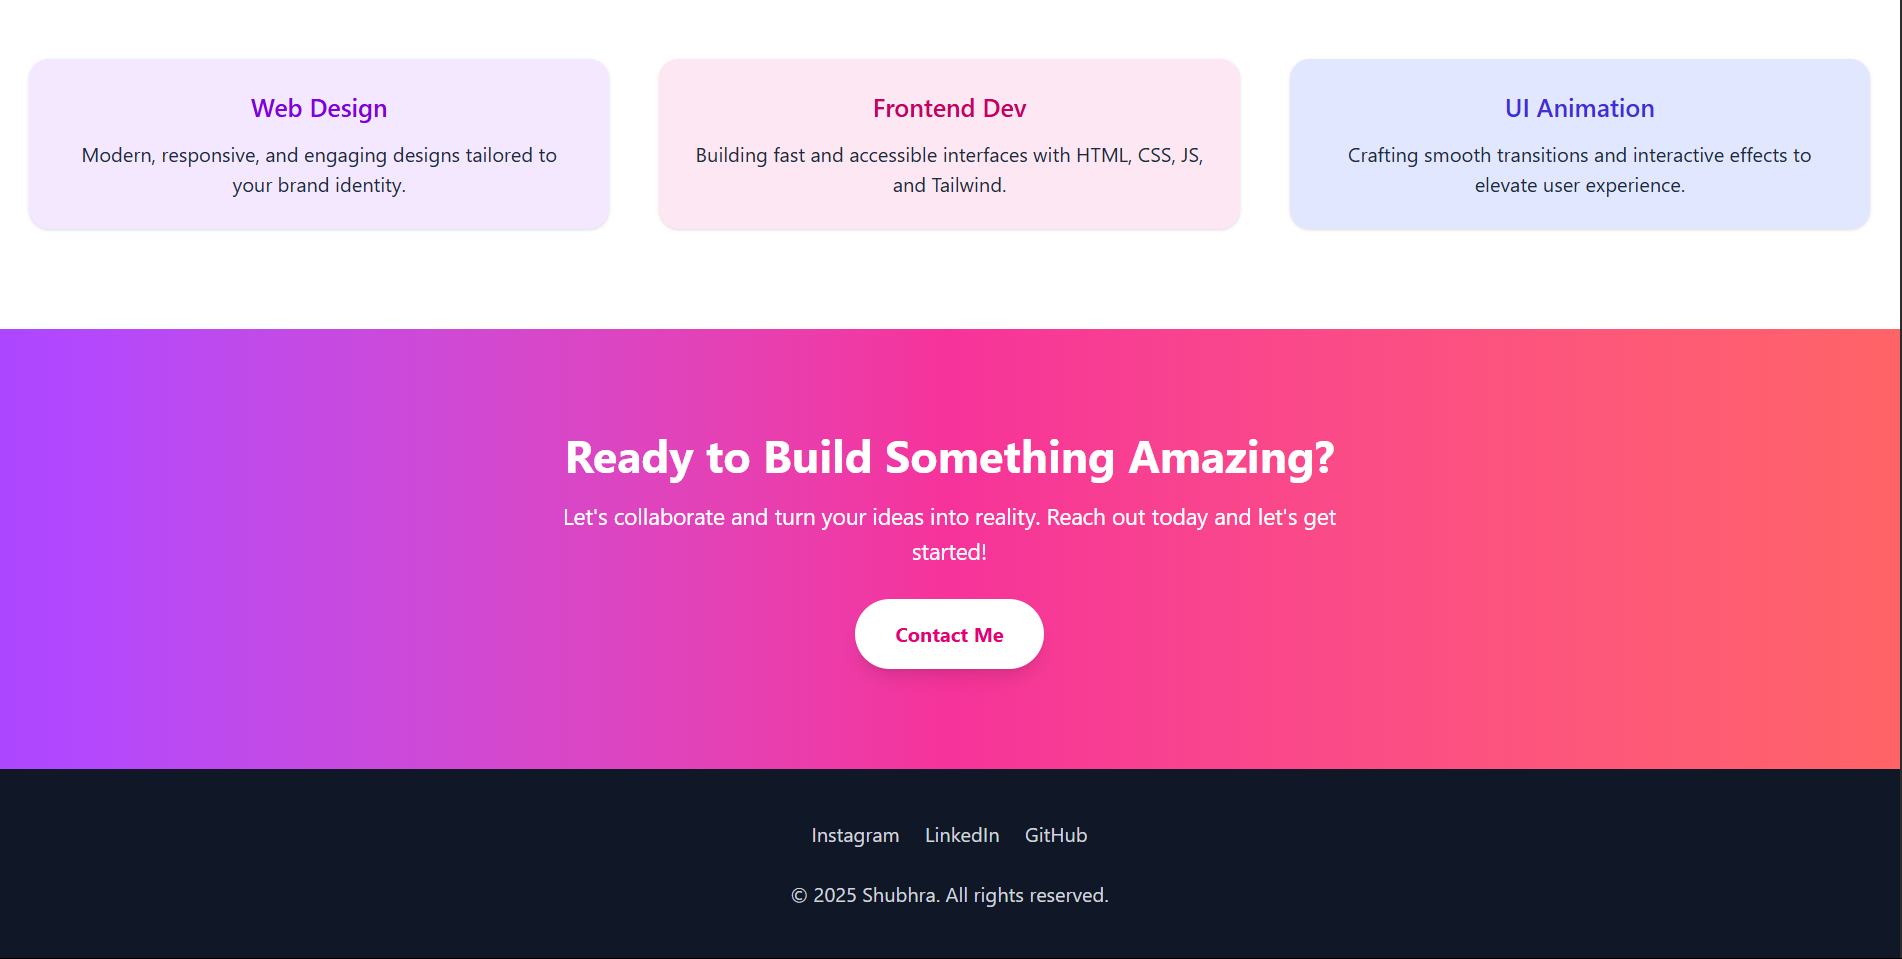 Web Design
Modern, responsive, and engaging designs tailored to
your brand identity.
Frontend Dev
Building fast and accessible interfaces with HTML, CSS, JS,
and Tailwind.
UI Animation
Crafting smooth transitions and interactive effects to
elevate user experience.
Ready to Build Something Amazing?
Let's collaborate and turn your ideas into reality. Reach out today and let's get
started!
Contact Me
Instagram LinkedIn GitHub
© 2025 Shubhra. All rights reserved.